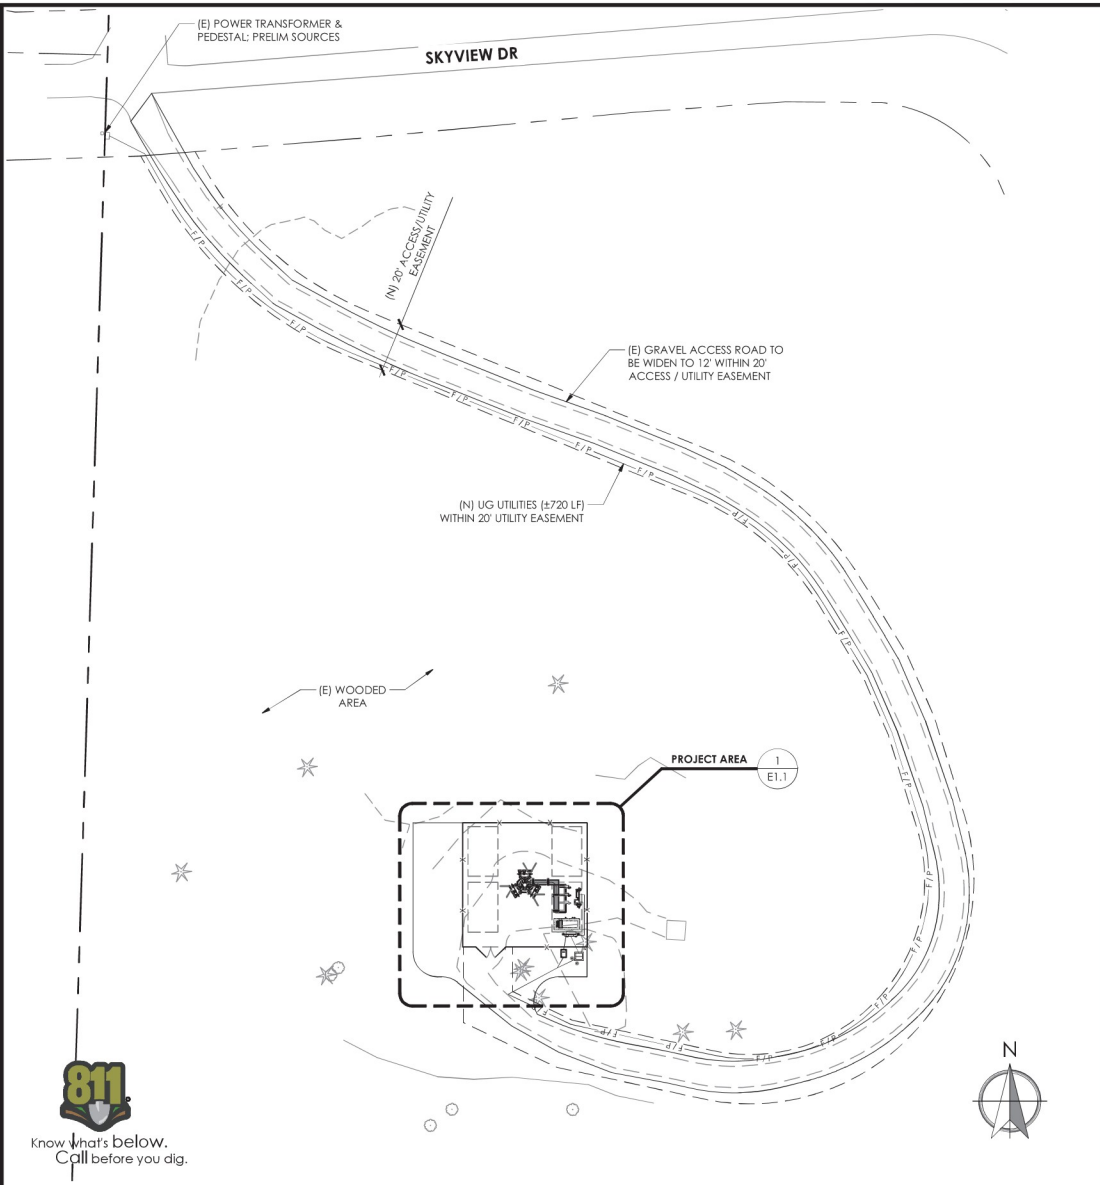 (E) POWER TRANSFORMER &
PEDESTAL; PRELIM SOURCES
SKYVIEW DR
(N) 20' ACCESS/UTILITY
EASEMENT
F/P
F/P
F/P
F/P
(E) GRAVEL ACCESS ROAD TO
BE WIDEN TO 12' WITHIN 20'
ACCESS / UTILITY EASEMENT
F/P
F/P
F/P
F/P
(N) UG UTILITIES (±720 LF)
WITHIN 20' UTILITY EASEMENT
F/P
F/P
F/P
(E) WOODED
AREA
PROJECT AREA
1
E1.1
F/P
F/P
F/P
F/P
F/P
F/P
F/P
F/P
F/P
N
811
Know what's below.
Call before you dig.